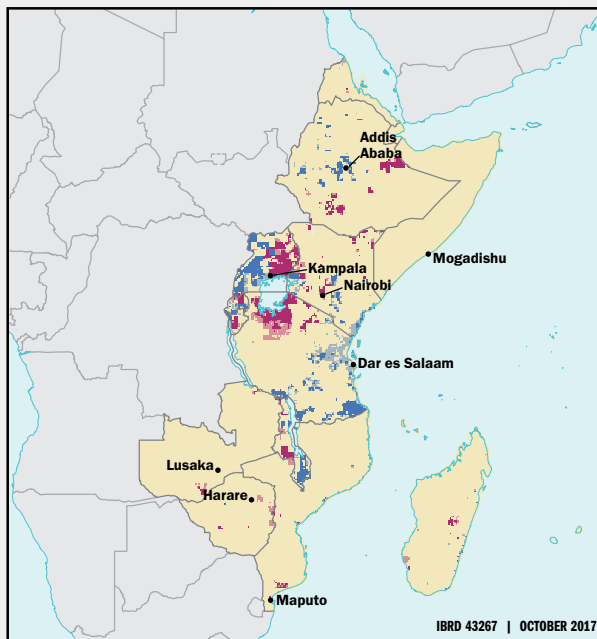 Addis
Ababa
Mogadishu
Kampala
Nairobi
Dar es Salaam
Lusaka
Harare
Maputo
IBRD 43267 | OCTOBER 2017